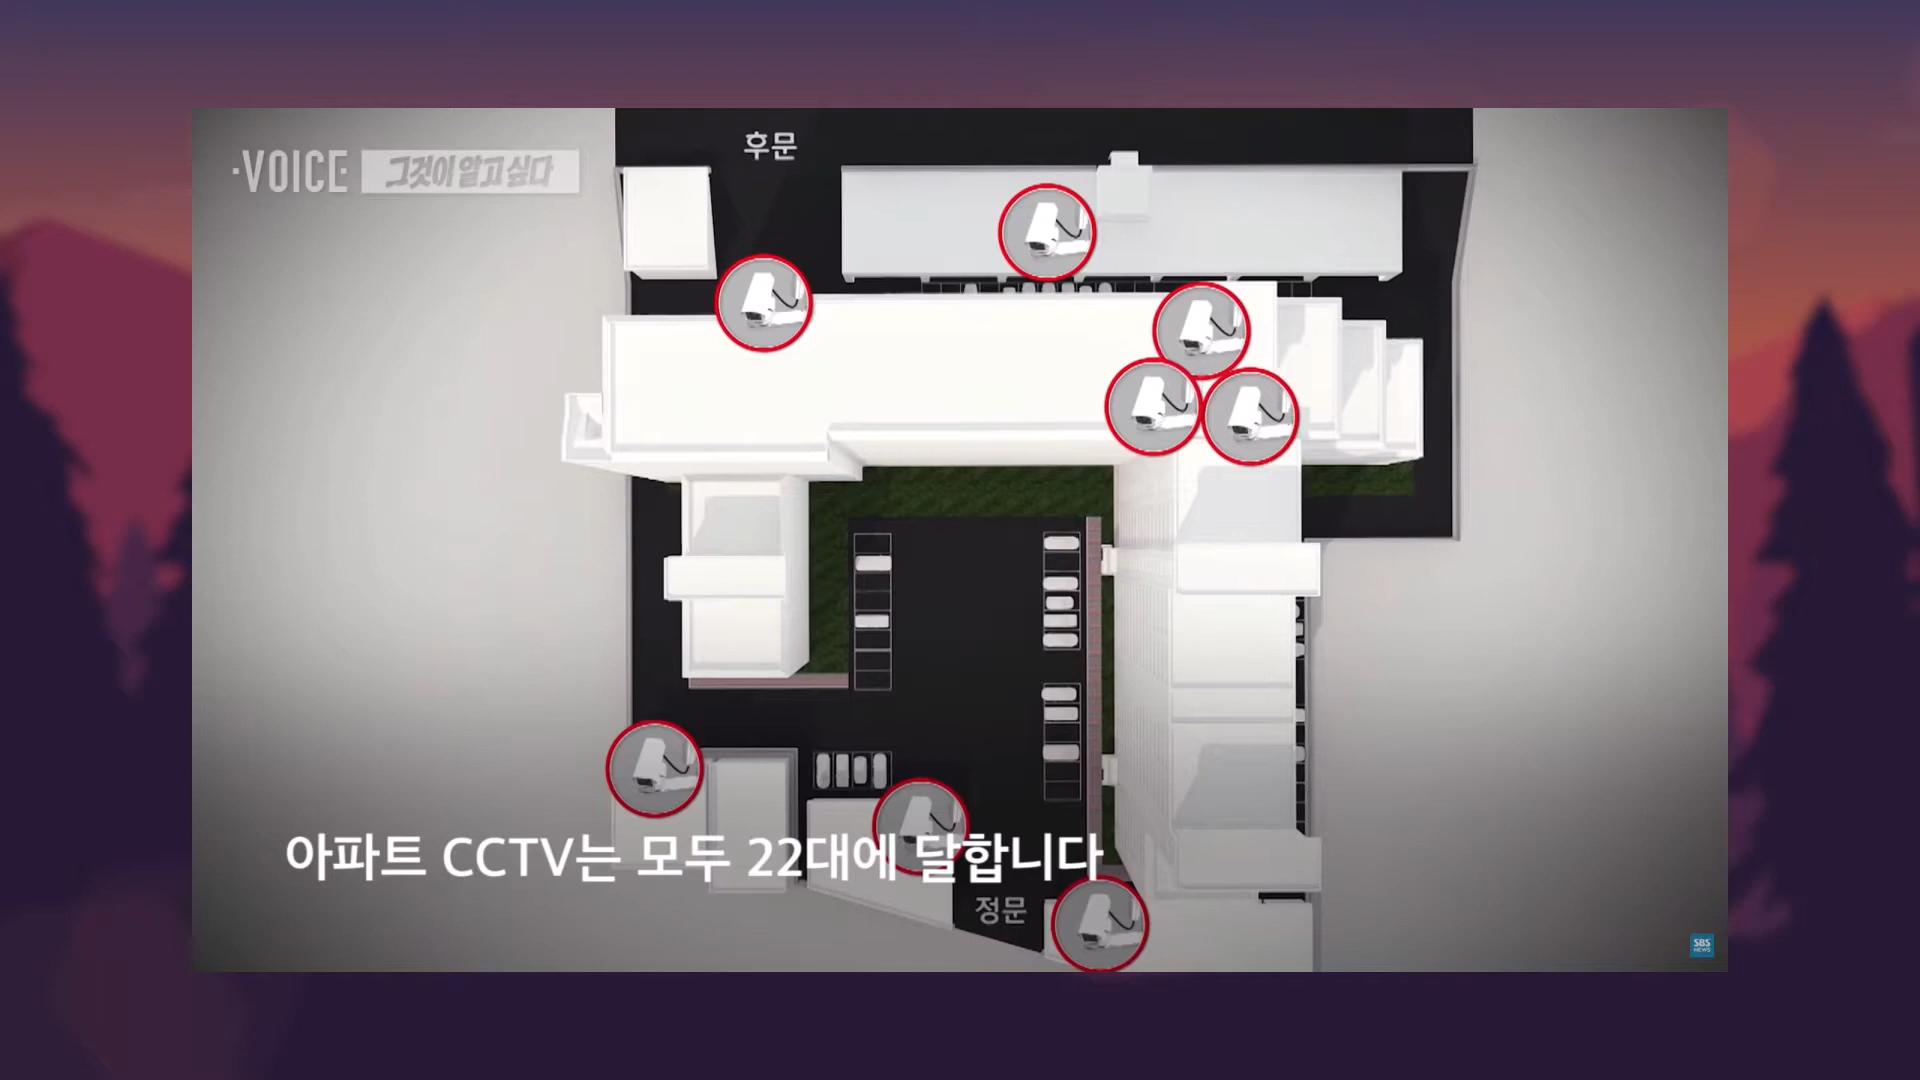 후문
·VOICE 그것이 알고싶다
아파트 CCTV는 모두 22대에 달합니다
정문
SBS
NEWS